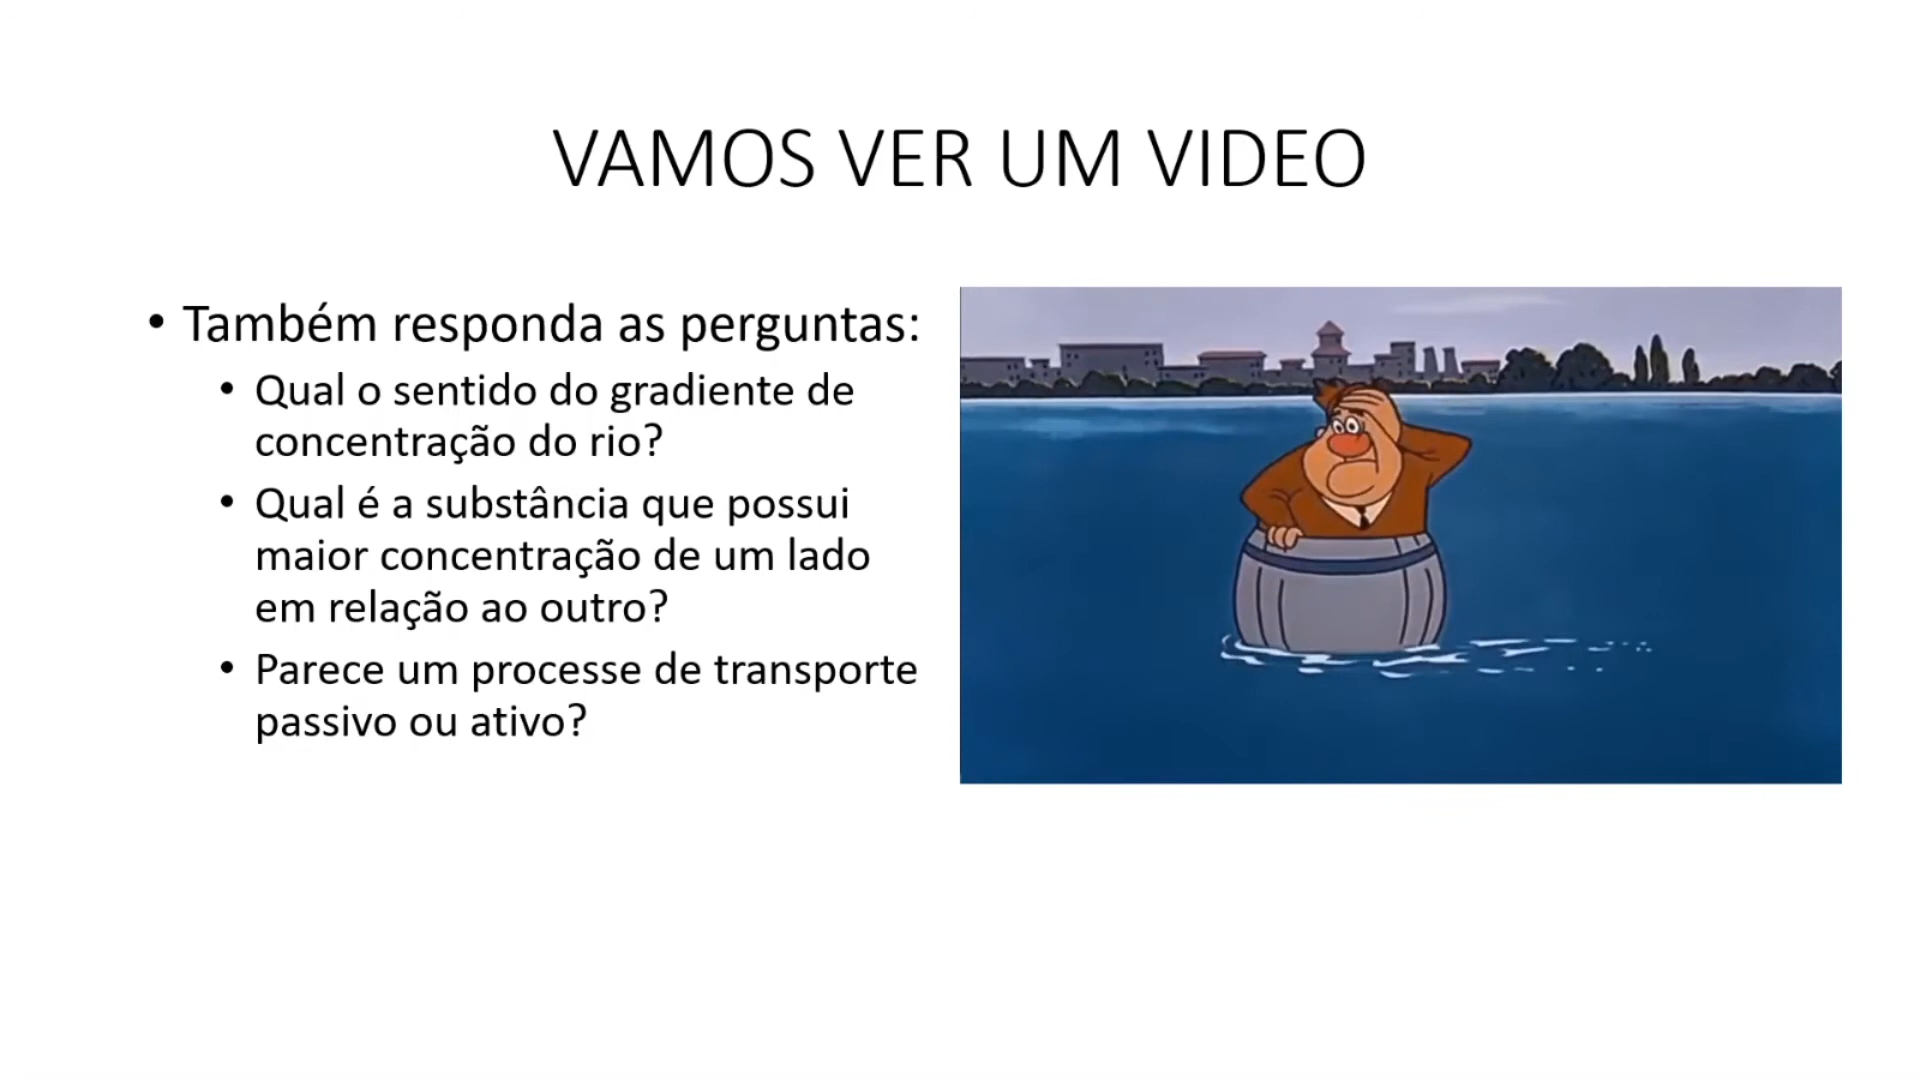 VAMOS VER UM VIDEO
• Também responda as perguntas:
• Qual o sentido do gradiente de
concentração do rio?
• Qual é a substância que possui
maior concentração de um lado
em relação ao outro?
• Parece um processe de transporte
passivo ou ativo?